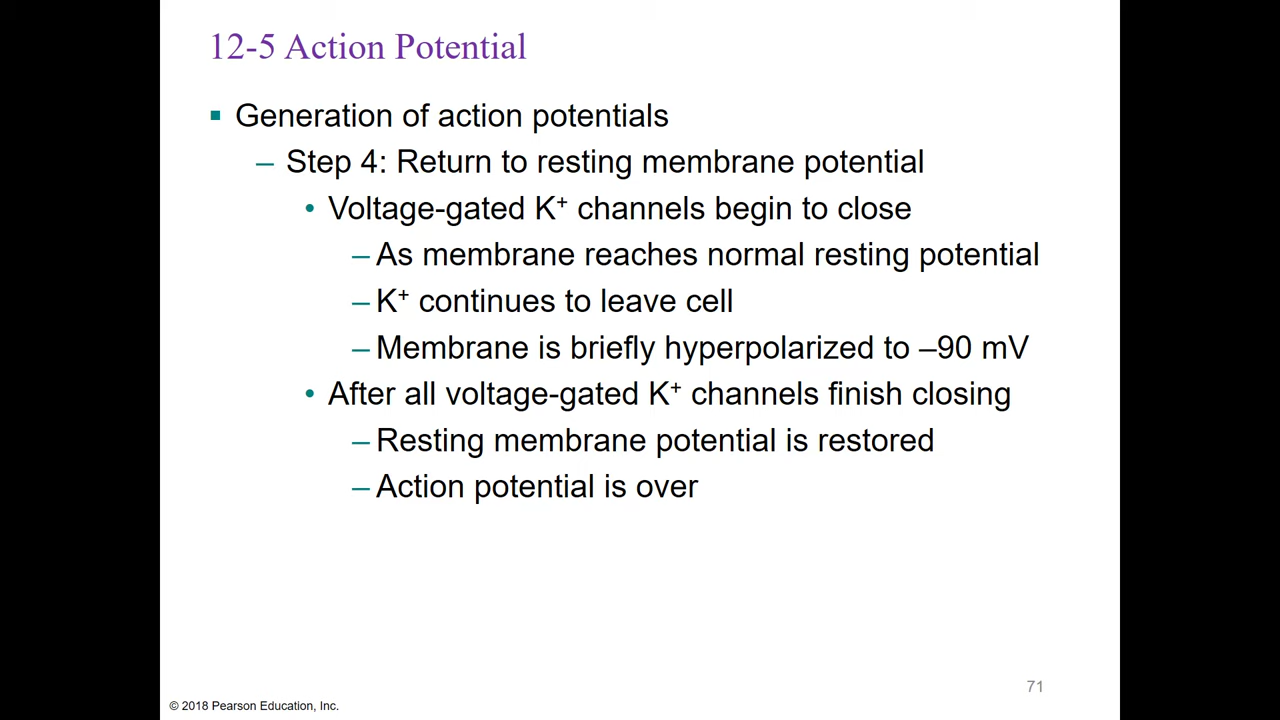 12-5 Action Potential
▪ Generation of action potentials
– Step 4: Return to resting membrane potential
• Voltage-gated K⁺ channels begin to close
– As membrane reaches normal resting potential
– K⁺ continues to leave cell
– Membrane is briefly hyperpolarized to –90 mV
• After all voltage-gated K⁺ channels finish closing
– Resting membrane potential is restored
– Action potential is over
71
© 2018 Pearson Education, Inc.